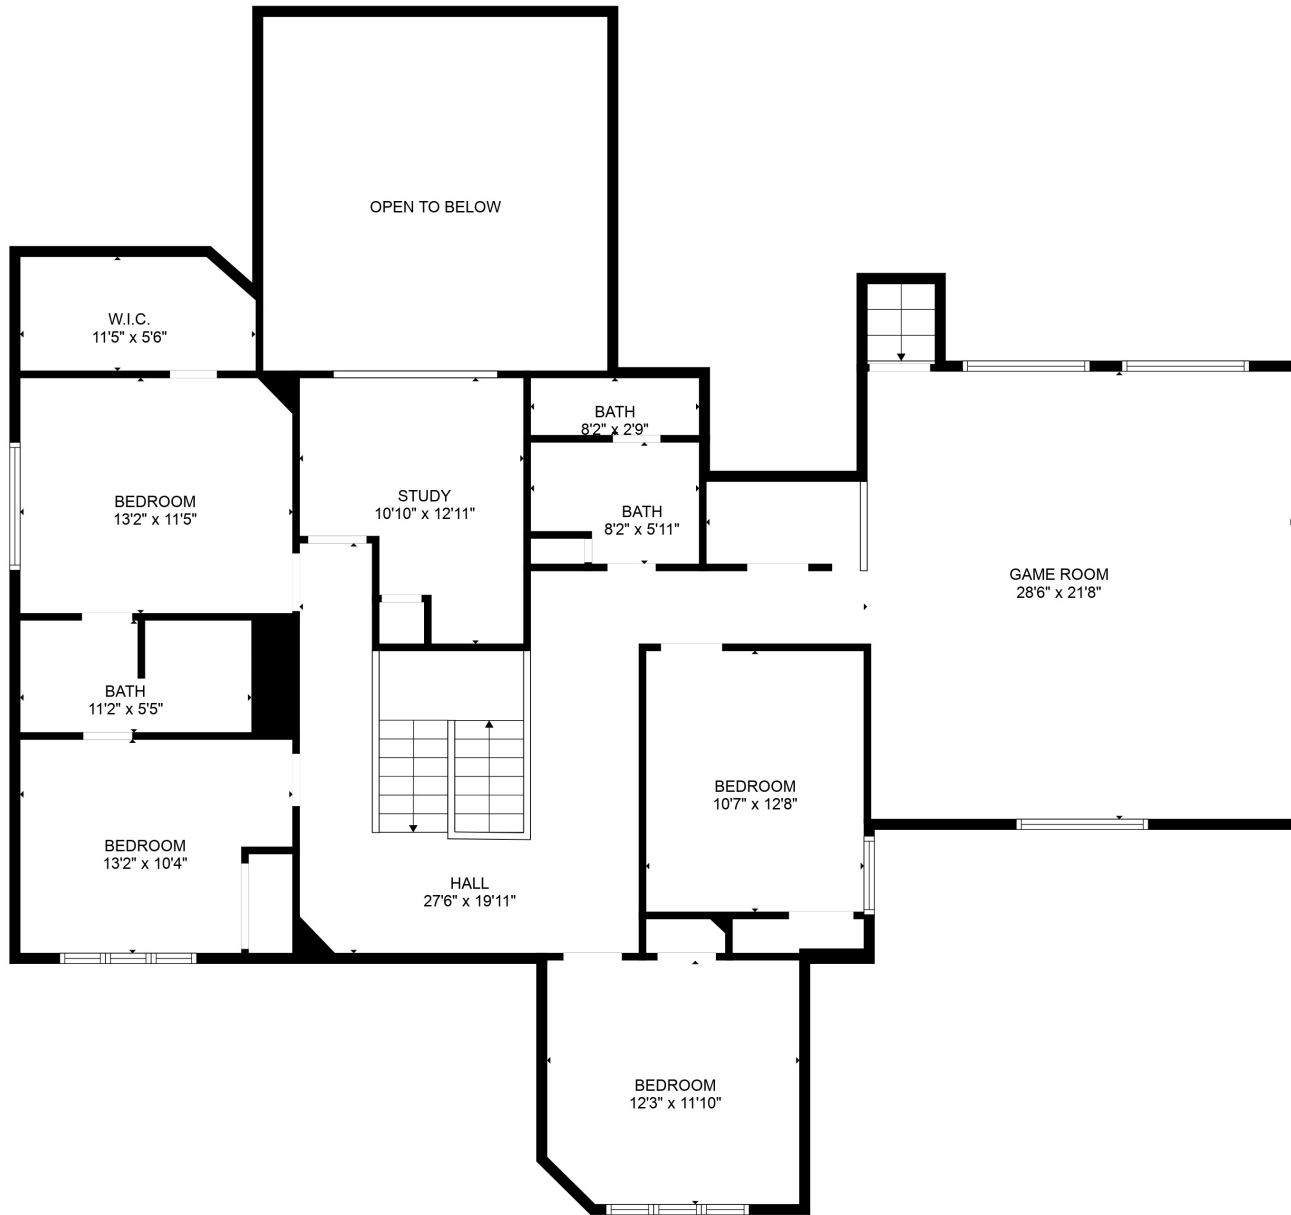 OPEN TO BELOW
W.I.C.
11'5" x 5'6"
BATH
8'2" x 2'9"
BEDROOM
13'2" x 11'5"
STUDY
10'10" x 12'11"
BATH
8'2" x 5'11"
GAME ROOM
28'6" x 21'8"
BATH
11'2" x 5'5"
BEDROOM
10'7" x 12'8"
BEDROOM
13'2" x 10'4"
HALL
27'6" x 19'11"
BEDROOM
12'3" x 11'10"